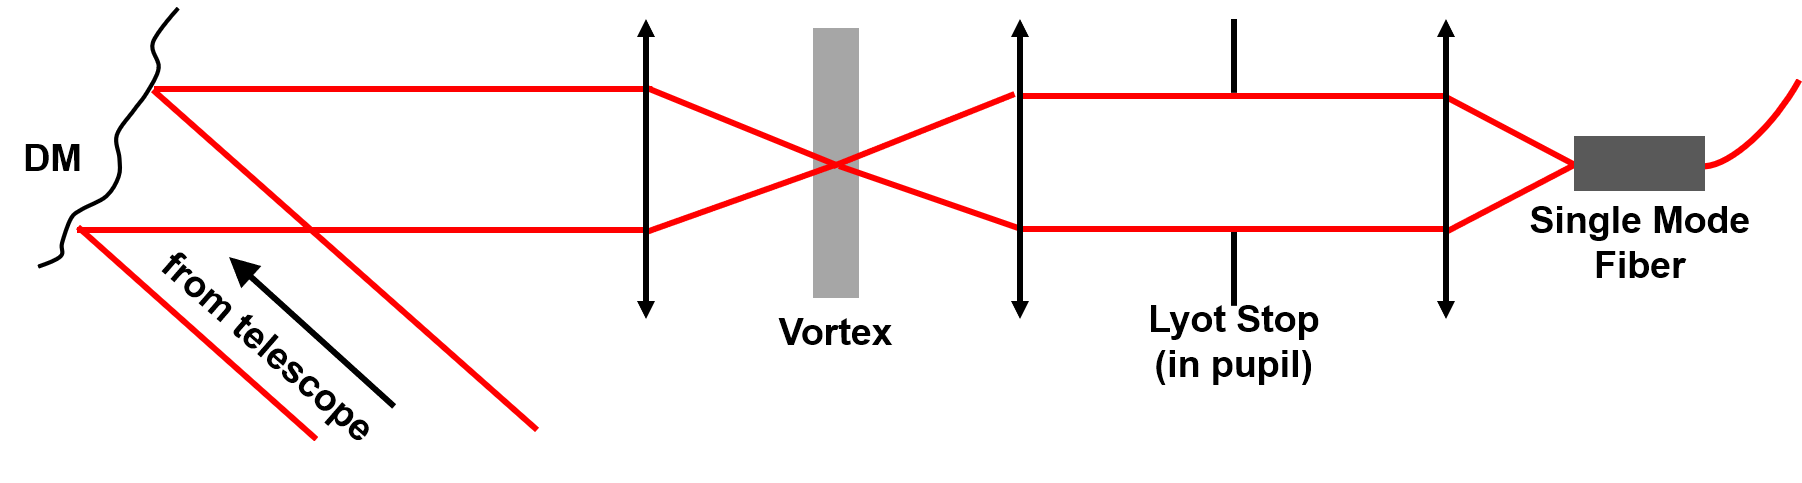 DM
from telescope
Vortex
Lyot Stop
(in pupil)
Single Mode
Fiber